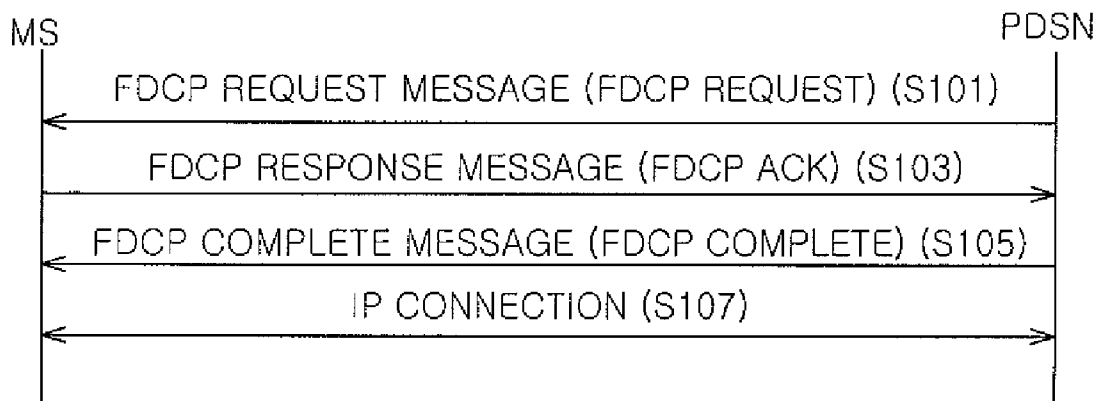 MS
PDSN
FDCP REQUEST MESSAGE (FDCP REQUEST) (S101)
FDCP RESPONSE MESSAGE (FDCP ACK) (S103)
FDCP COMPLETE MESSAGE (FDCP COMPLETE) (S105)
IP CONNECTION (S107)